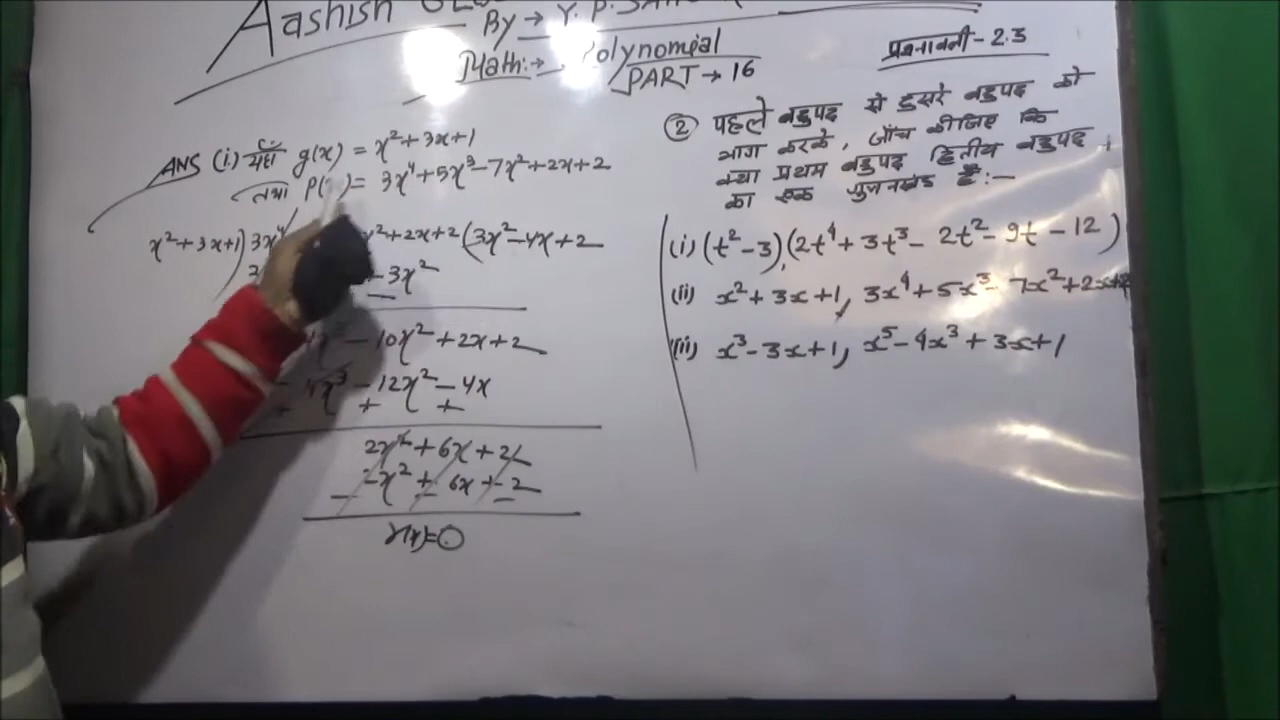 Aashish
By → Y. P.
Math:→ Polynomial
PART → 16
प्रश्नावली - 2.3
② पहले बहुपद से दुसरे बहुपद को
भाग करके, जाँच कीजिए कि
क्या प्रथम बहुपद द्वितीय बहुपद
का एक गुणनखंड हैं:—
(i) (t²-3), (2t⁴ + 3t³ - 2t² - 9t - 12)
(ii) x² + 3x + 1, 3x⁴ + 5x³ - 7x² + 2x + 2
(ii) x³ - 3x + 1, x⁵ - 4x³ + 3x + 1
ANS (i.) यहाँ g(x) = x² + 3x + 1
तथा P( )= 3x⁴ + 5x³ - 7x² + 2x + 2
x² + 3x + 1) 3x⁴ x² + 2x + 2 (3x² - 4x + 2
- 3x²
- 10x² + 2x + 2
- 4x³ - 12x² - 4x
+ + +
2x² + 6x + 2
2x² + 6x + 2
- - -
r(x) = 0